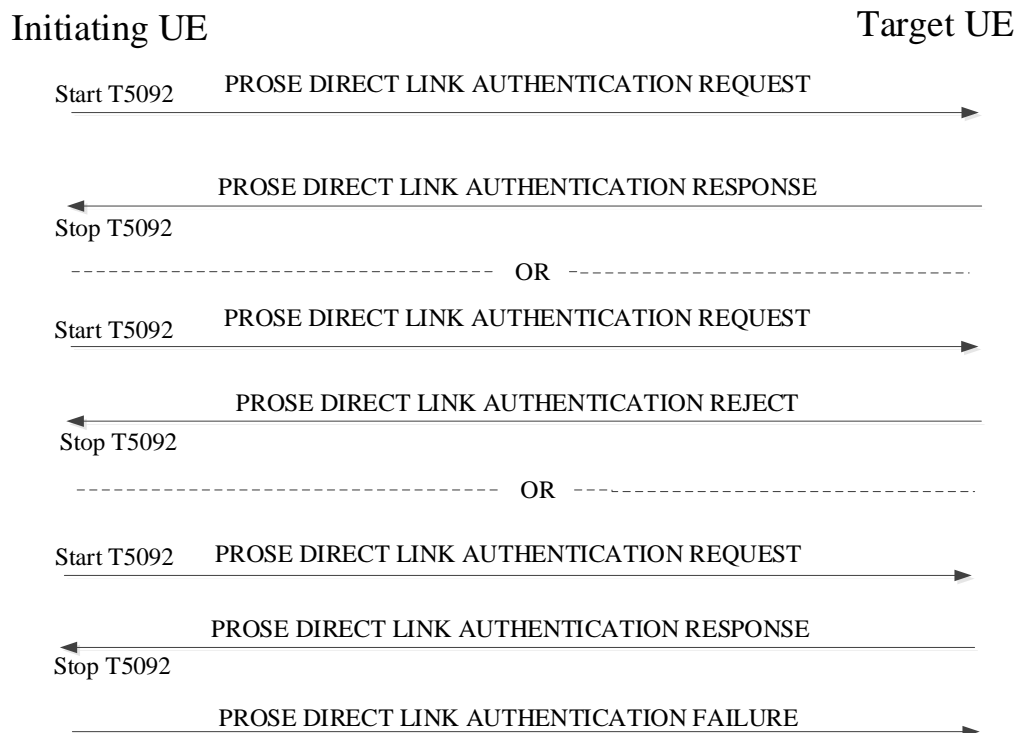 Initiating UE
Target UE
Start T5092
PROSE DIRECT LINK AUTHENTICATION REQUEST
PROSE DIRECT LINK AUTHENTICATION RESPONSE
Stop T5092
OR
Start T5092
PROSE DIRECT LINK AUTHENTICATION REQUEST
PROSE DIRECT LINK AUTHENTICATION REJECT
Stop T5092
OR
Start T5092
PROSE DIRECT LINK AUTHENTICATION REQUEST
PROSE DIRECT LINK AUTHENTICATION RESPONSE
Stop T5092
PROSE DIRECT LINK AUTHENTICATION FAILURE